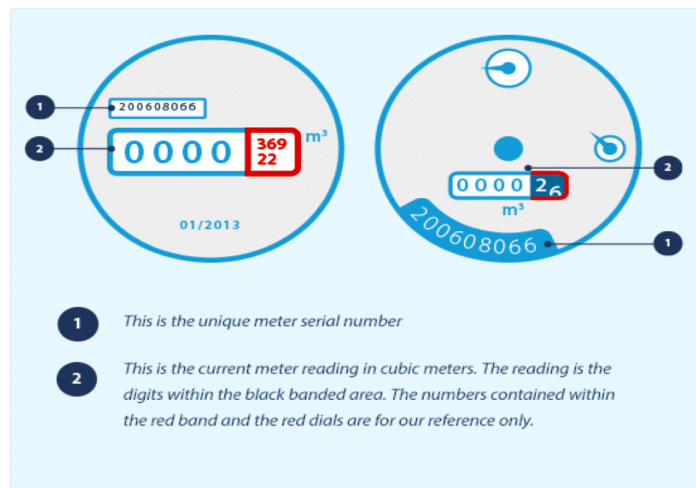 1
200608066
2
0000
369
22
m³
01/2013
2
0000
26
m³
200608066
1
1
This is the unique meter serial number
2
This is the current meter reading in cubic meters. The reading is the
digits within the black banded area. The numbers contained within
the red band and the red dials are for our reference only.